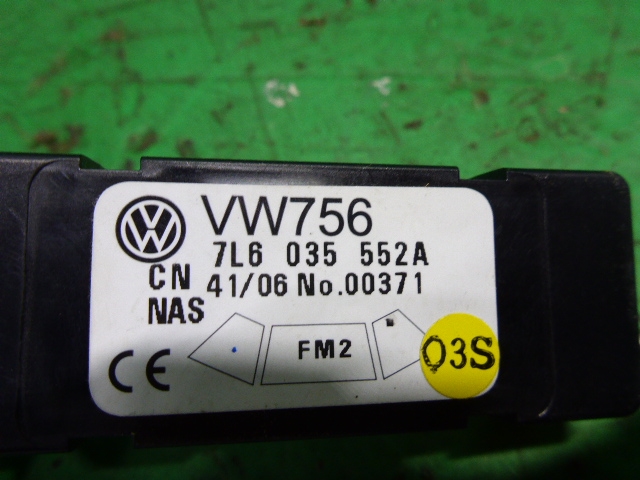 VW756
7L6 035 552A
CN 41/06 No.00371
NAS
FM2
CE
03S